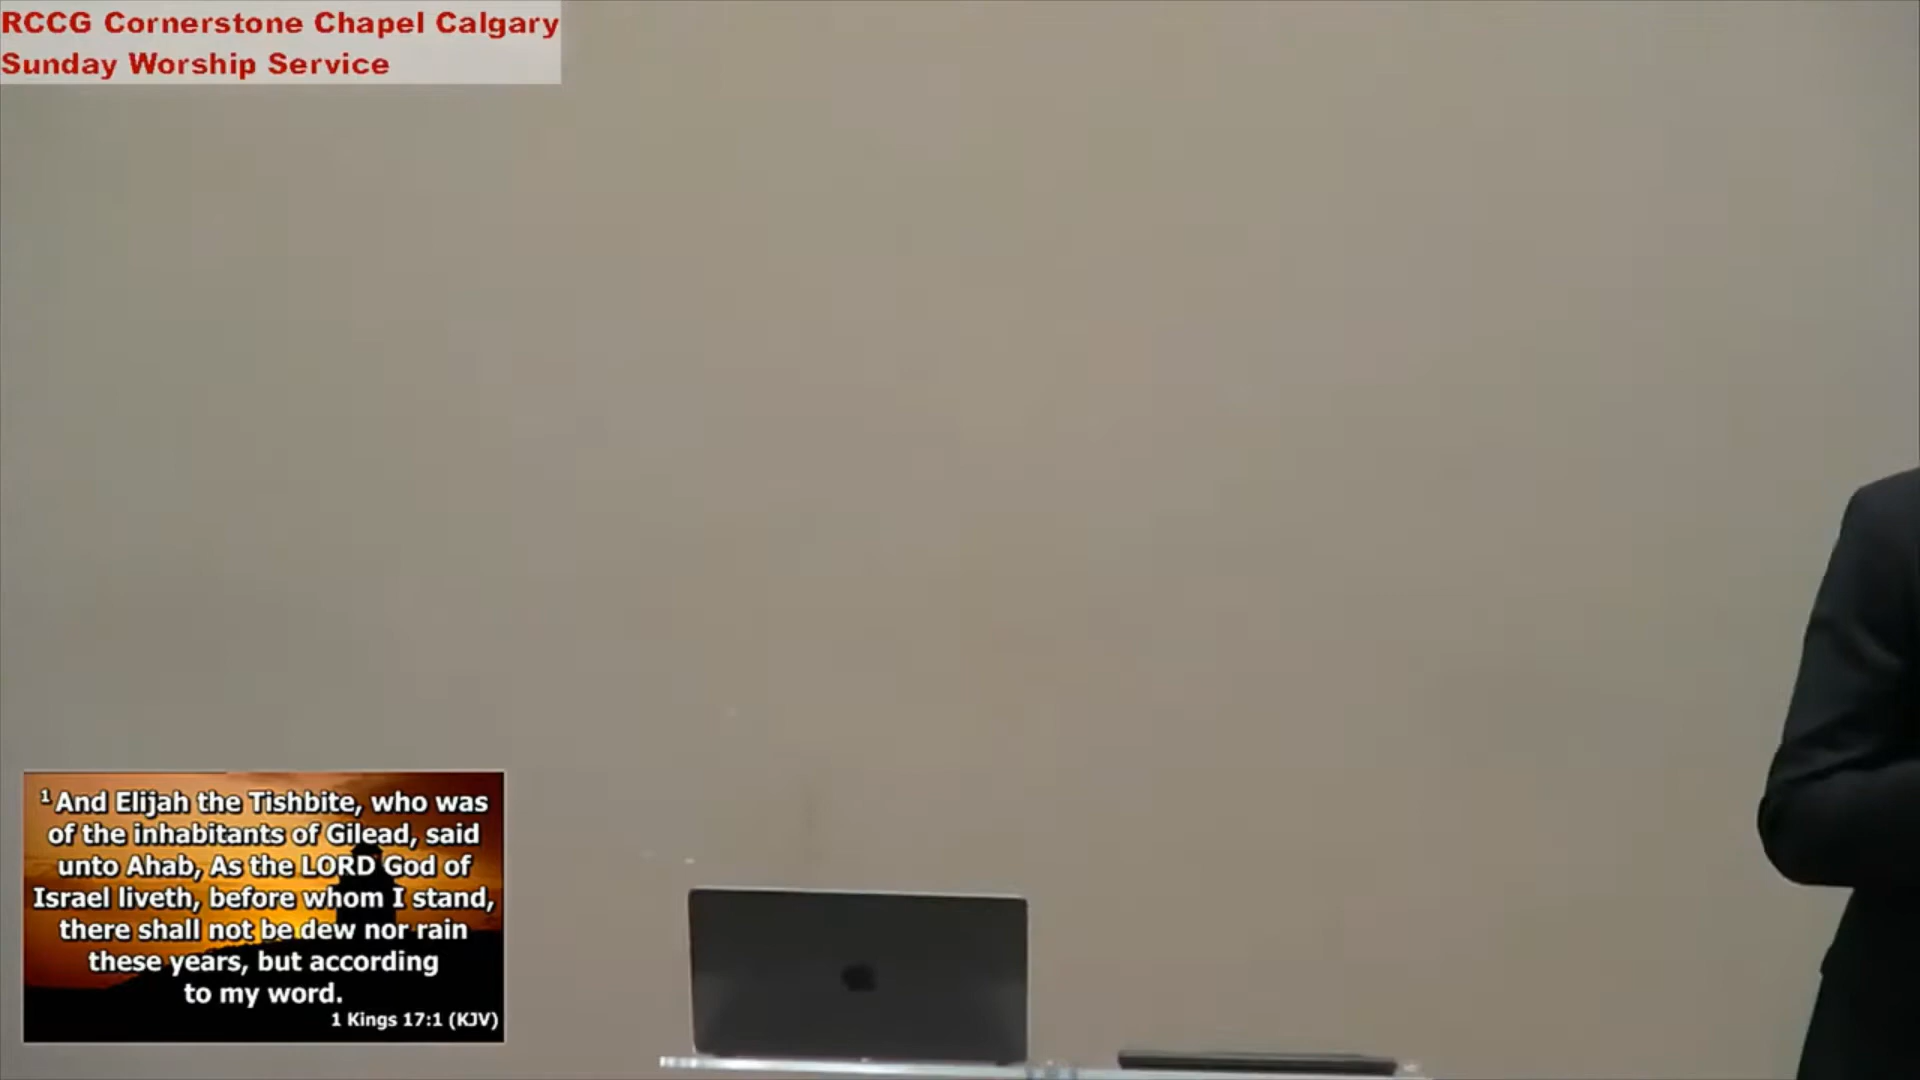 RCCG Cornerstone Chapel Calgary
Sunday Worship Service
1 And Elijah the Tishbite, who was
of the inhabitants of Gilead, said
unto Ahab, As the LORD God of
Israel liveth, before whom I stand,
there shall not be dew nor rain
these years, but according
to my word.
1 Kings 17:1 (KJV)